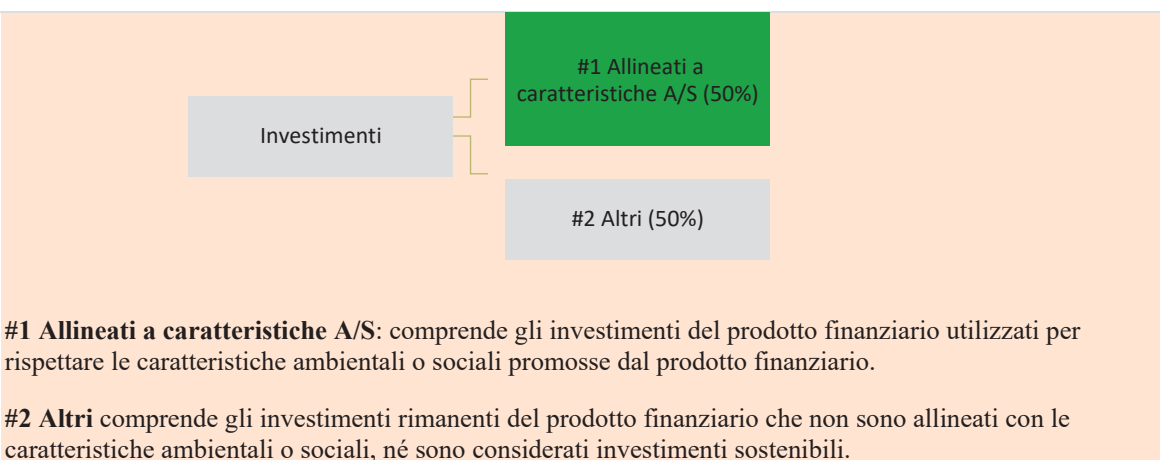 #1 Allineati a
caratteristiche A/S (50%)
Investimenti
#2 Altri (50%)
#1 Allineati a caratteristiche A/S: comprende gli investimenti del prodotto finanziario utilizzati per
rispettare le caratteristiche ambientali o sociali promosse dal prodotto finanziario.
#2 Altri comprende gli investimenti rimanenti del prodotto finanziario che non sono allineati con le
caratteristiche ambientali o sociali, né sono considerati investimenti sostenibili.